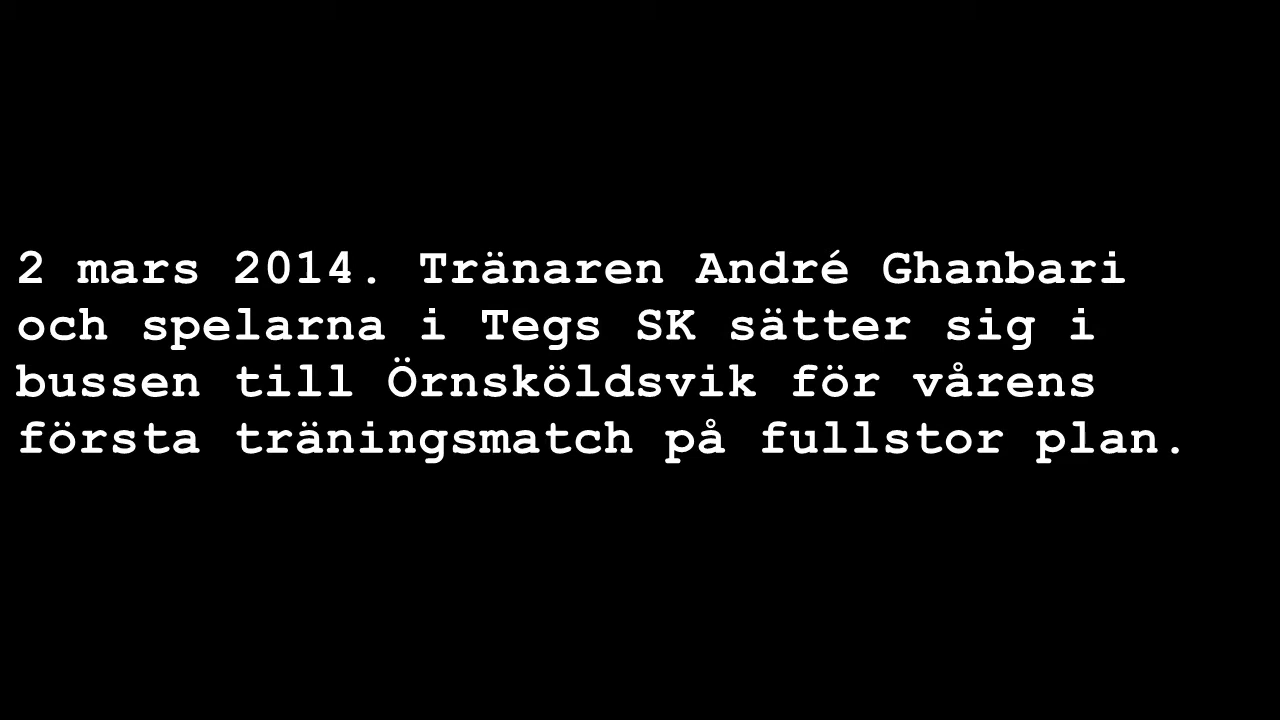 2 mars 2014. Tränaren André Ghanbari
och spelarna i Tegs SK sätter sig i
bussen till Örnsköldsvik för vårens
första träningsmatch på fullstor plan.